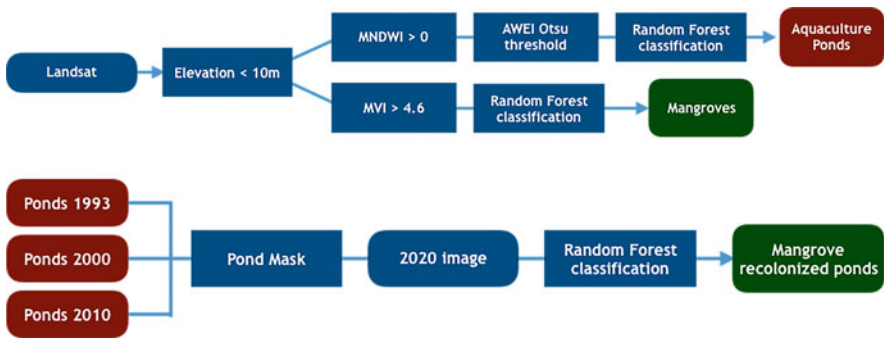 Landsat
Elevation < 10m
MNDWI > 0
AWEI Otsu
threshold
Random Forest
classification
Aquaculture
Ponds
MVI > 4.6
Random Forest
classification
Mangroves
Ponds 1993
Ponds 2000
Ponds 2010
Pond Mask
2020 image
Random Forest
classification
Mangrove
recolonized ponds